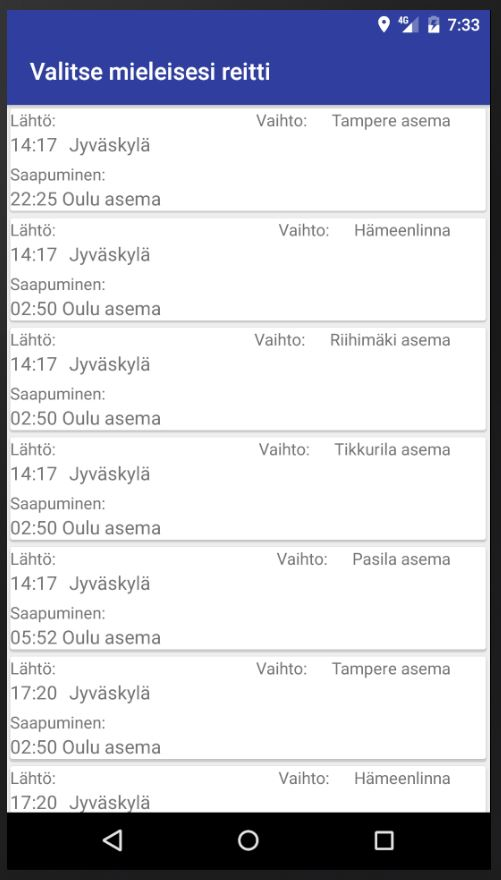 4G 7:33
Valitse mieleisesi reitti
Lähtö: Vaihto: Tampere asema
14:17 Jyväskylä
Saapuminen:
22:25 Oulu asema
Lähtö: Vaihto: Hämeenlinna
14:17 Jyväskylä
Saapuminen:
02:50 Oulu asema
Lähtö: Vaihto: Riihimäki asema
14:17 Jyväskylä
Saapuminen:
02:50 Oulu asema
Lähtö: Vaihto: Tikkurila asema
14:17 Jyväskylä
Saapuminen:
02:50 Oulu asema
Lähtö: Vaihto: Pasila asema
14:17 Jyväskylä
Saapuminen:
05:52 Oulu asema
Lähtö: Vaihto: Tampere asema
17:20 Jyväskylä
Saapuminen:
02:50 Oulu asema
Lähtö: Vaihto: Hämeenlinna
17:20 Jyväskylä